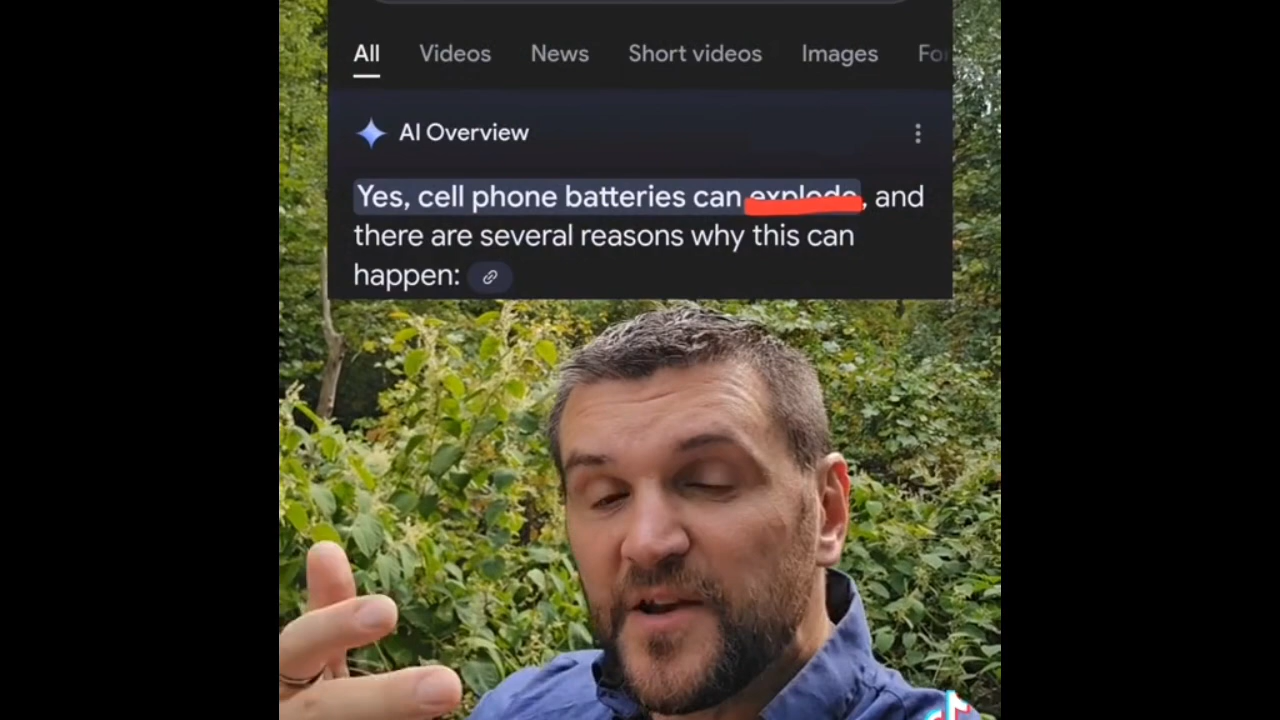 All Videos News Short videos Images For
AI Overview
Yes, cell phone batteries can explode, and
there are several reasons why this can
happen: